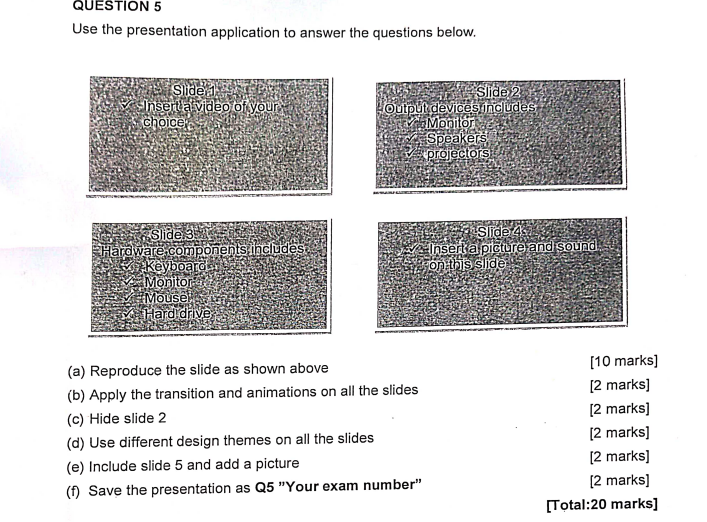 QUESTION 5
Use the presentation application to answer the questions below.
Slide 1
✓ Insert a video of your
choice
Slide 2
Output devices includes
✓ Monitor
✓ Speakers
✓ projectors
Slide 3
Hardware components includes
✓ Keyboard
✓ Monitor
✓ Mouse
✓ Hard drive
Slide 4
✓ Insert a picture and sound
on this slide
(a) Reproduce the slide as shown above [10 marks]
(b) Apply the transition and animations on all the slides [2 marks]
(c) Hide slide 2 [2 marks]
(d) Use different design themes on all the slides [2 marks]
(e) Include slide 5 and add a picture [2 marks]
(f) Save the presentation as Q5 "Your exam number" [2 marks]
[Total:20 marks]